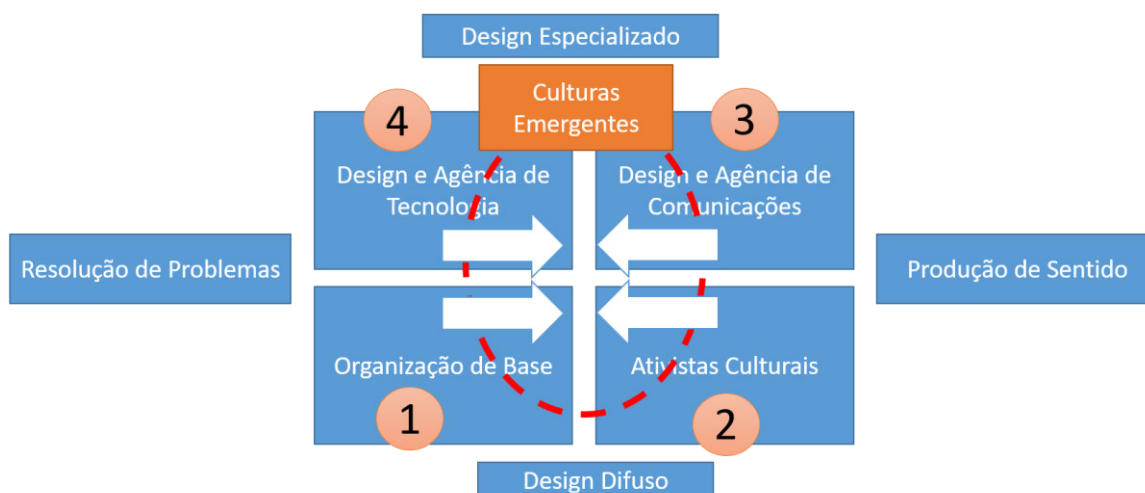 Design Especializado
Culturas
Emergentes
4
3
Design e Agência de
Tecnologia
Design e Agência de
Comunicações
Resolução de Problemas
Produção de Sentido
Organização de Base
Ativistas Culturais
1
2
Design Difuso